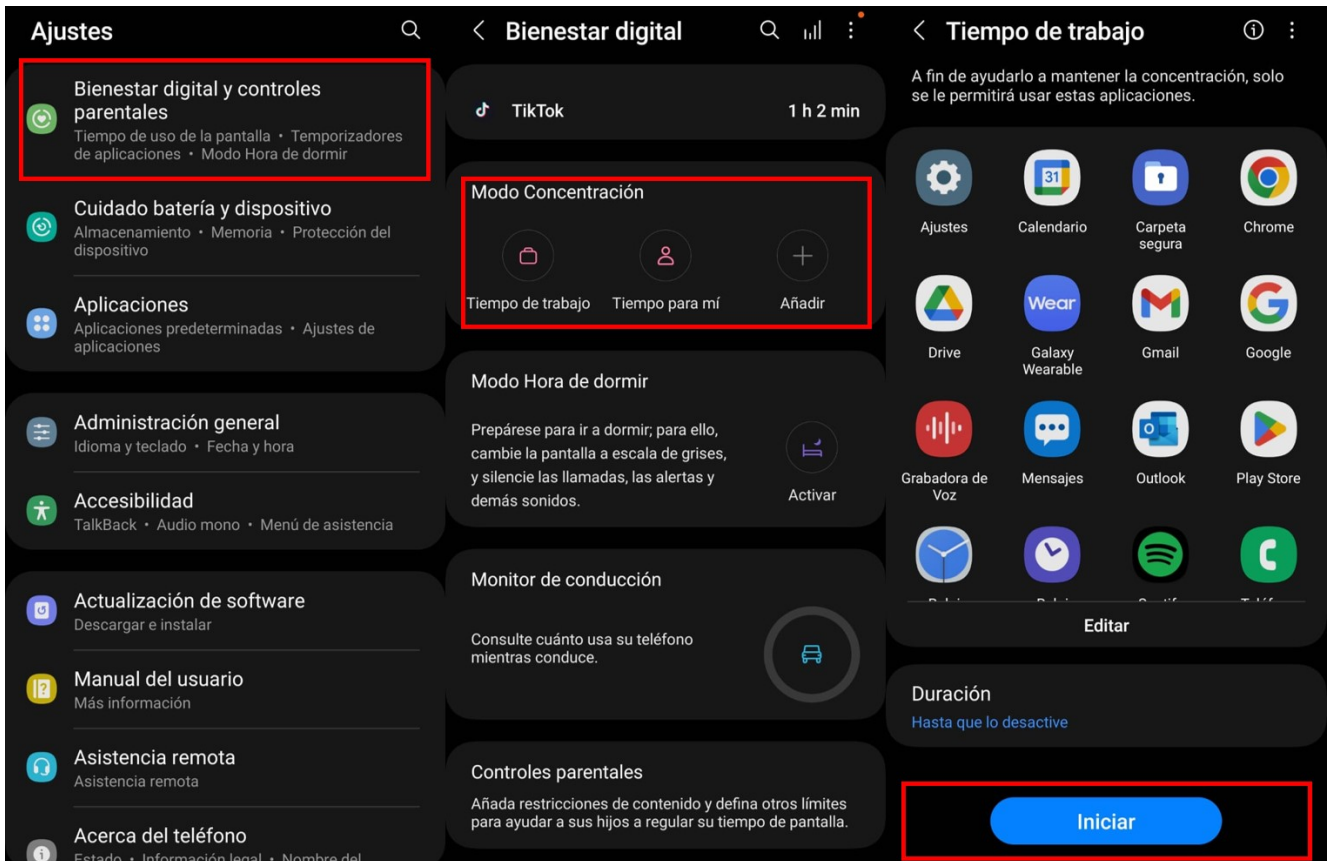 Ajustes
Bienestar digital y controles
parentales
Tiempo de uso de la pantalla • Temporizadores
de aplicaciones • Modo Hora de dormir
Cuidado batería y dispositivo
Almacenamiento • Memoria • Protección del
dispositivo
Aplicaciones
Aplicaciones predeterminadas • Ajustes de
aplicaciones
Administración general
Idioma y teclado • Fecha y hora
Accesibilidad
TalkBack • Audio mono • Menú de asistencia
Actualización de software
Descargar e instalar
Manual del usuario
Más información
Asistencia remota
Asistencia remota
Acerca del teléfono
Estado • Información legal • Nombre del
Bienestar digital
TikTok 1 h 2 min
Modo Concentración
Tiempo de trabajo Tiempo para mí Añadir
Modo Hora de dormir
Prepárese para ir a dormir; para ello,
cambie la pantalla a escala de grises,
y silencie las llamadas, las alertas y
demás sonidos.
Activar
Monitor de conducción
Consulte cuánto usa su teléfono
mientras conduce.
Controles parentales
Añada restricciones de contenido y defina otros límites
para ayudar a sus hijos a regular su tiempo de pantalla.
Tiempo de trabajo
A fin de ayudarlo a mantener la concentración, solo
se le permitirá usar estas aplicaciones.
31
Ajustes Calendario Carpeta segura Chrome
Wear
Drive Galaxy Wearable Gmail Google
Grabadora de Voz Mensajes Outlook Play Store
Editar
Duración
Hasta que lo desactive
Iniciar